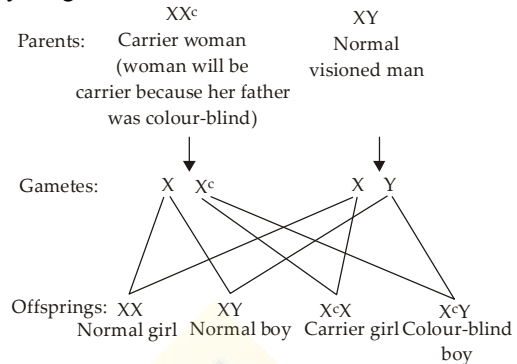 XXᶜ XY
Parents: Carrier woman Normal
(woman will be visioned man
carrier because her father
was colour-blind)
Gametes: X Xᶜ X Y
Offsprings: XX XY XᶜX XᶜY
Normal girl Normal boy Carrier girl Colour-blind
boy